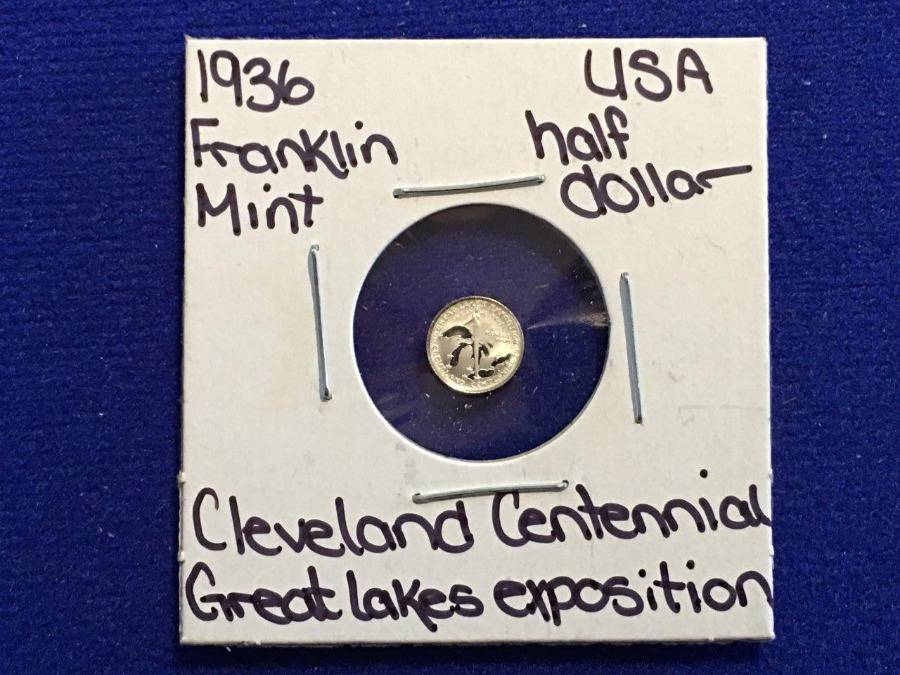 1936 USA
Franklin half
Mint dollar
Cleveland Centennial
Great lakes exposition